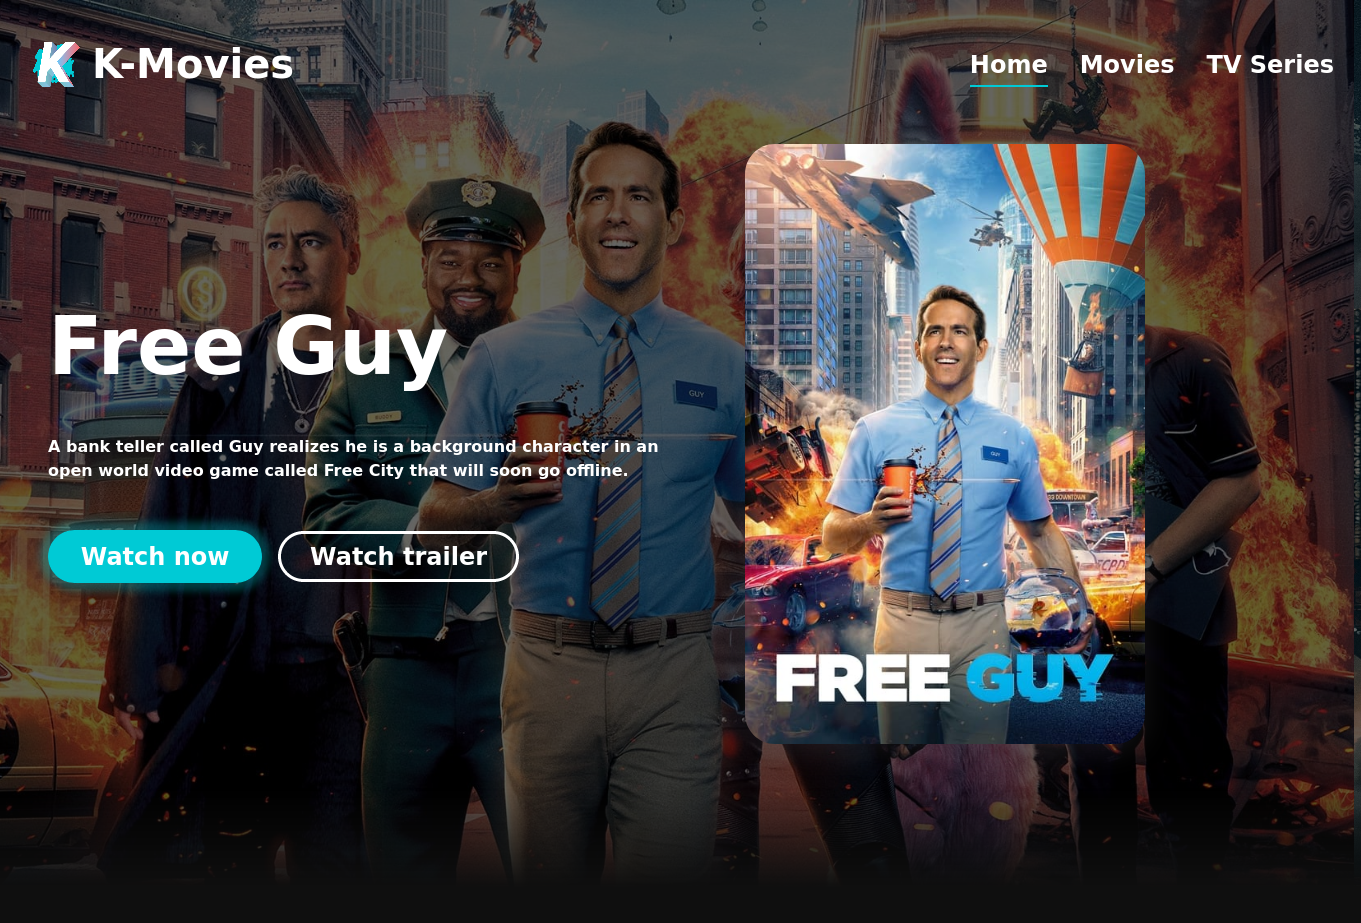 K K-Movies
Home Movies TV Series
Free Guy
A bank teller called Guy realizes he is a background character in an
open world video game called Free City that will soon go offline.
Watch now
Watch trailer
GUY
GUY
DOWNTOWN
FREE GUY